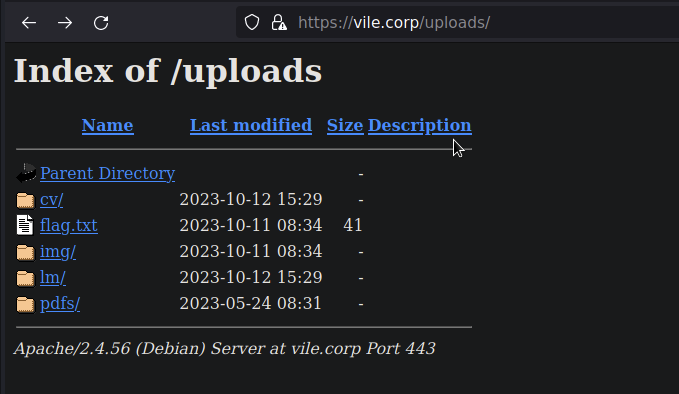 https://vile.corp/uploads/
Index of /uploads
Name Last modified Size Description
Parent Directory -
cv/ 2023-10-12 15:29 -
flag.txt 2023-10-11 08:34 41
img/ 2023-10-11 08:34 -
lm/ 2023-10-12 15:29 -
pdfs/ 2023-05-24 08:31 -
Apache/2.4.56 (Debian) Server at vile.corp Port 443